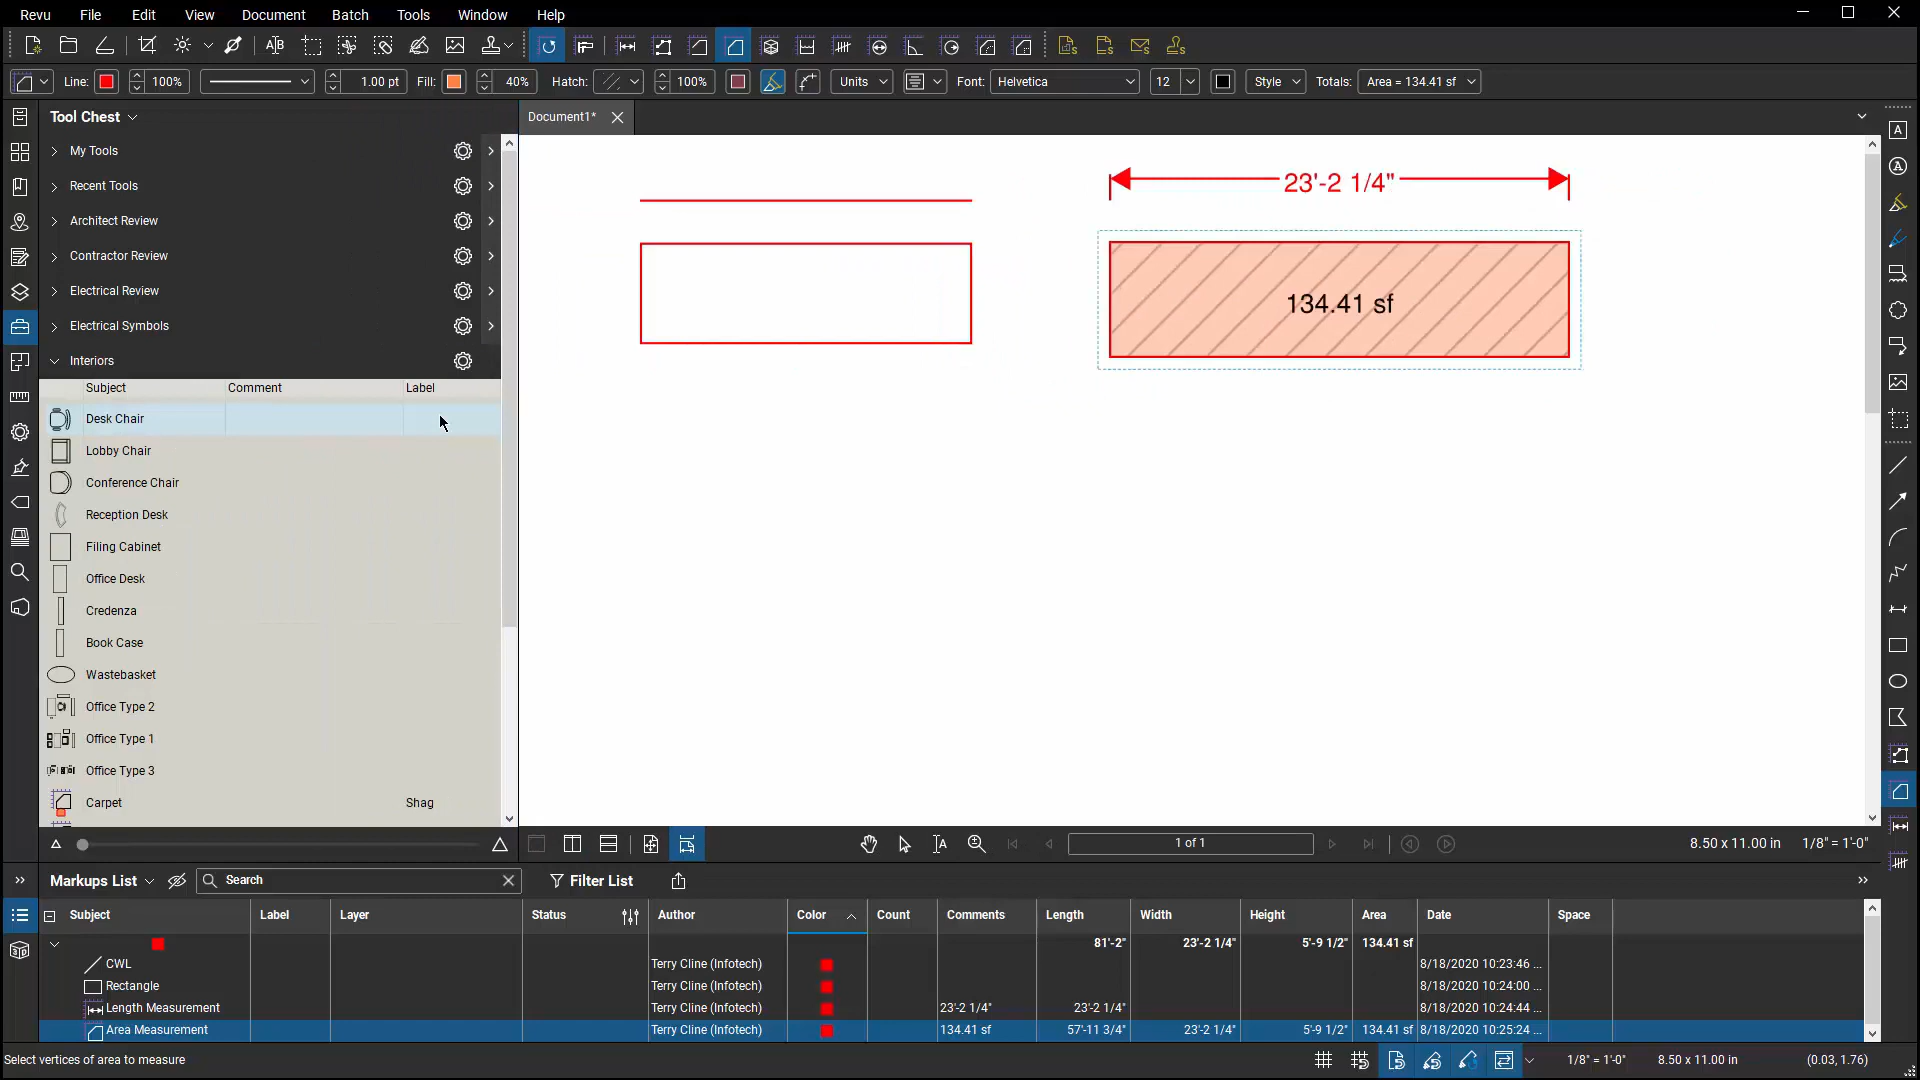 Revu File Edit View Document Batch Tools Window Help
Line: 100% 1.00 pt Fill: 40% Hatch: 100% Units Font: Helvetica 12 Style Totals: Area = 134.41 sf
Tool Chest
Document1*
My Tools
Recent Tools
Architect Review
Contractor Review
Electrical Review
Electrical Symbols
Interiors
Subject Comment Label
Desk Chair
Lobby Chair
Conference Chair
Reception Desk
Filing Cabinet
Office Desk
Credenza
Book Case
Wastebasket
Office Type 2
Office Type 1
Office Type 3
Carpet Shag
23'-2 1/4"
134.41 sf
1 of 1 8.50 x 11.00 in 1/8" = 1'-0"
Markups List Search Filter List
Subject Label Layer Status Author Color Count Comments Length Width Height Area Date Space
81'-2" 23'-2 1/4" 5'-9 1/2" 134.41 sf
CWL Terry Cline (Infotech) 8/18/2020 10:23:46 ...
Rectangle Terry Cline (Infotech) 8/18/2020 10:24:00 ...
Length Measurement Terry Cline (Infotech) 23'-2 1/4" 23'-2 1/4" 8/18/2020 10:24:44 ...
Area Measurement Terry Cline (Infotech) 134.41 sf 57'-11 3/4" 23'-2 1/4" 5'-9 1/2" 134.41 sf 8/18/2020 10:25:24 ...
Select vertices of area to measure 1/8" = 1'-0" 8.50 x 11.00 in (0.03, 1.76)